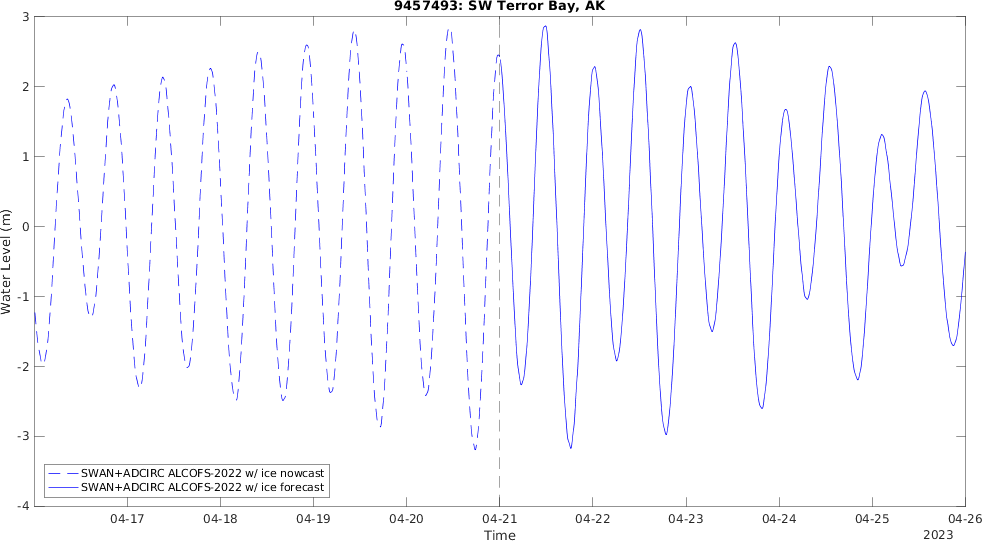 9457493: SW Terror Bay, AK
3
2
1
0
-1
-2
-3
-4
Water Level (m)
SWAN+ADCIRC ALCOFS-2022 w/ ice nowcast
SWAN+ADCIRC ALCOFS-2022 w/ ice forecast
04-17 04-18 04-19 04-20 04-21 04-22 04-23 04-24 04-25 04-26
Time
2023